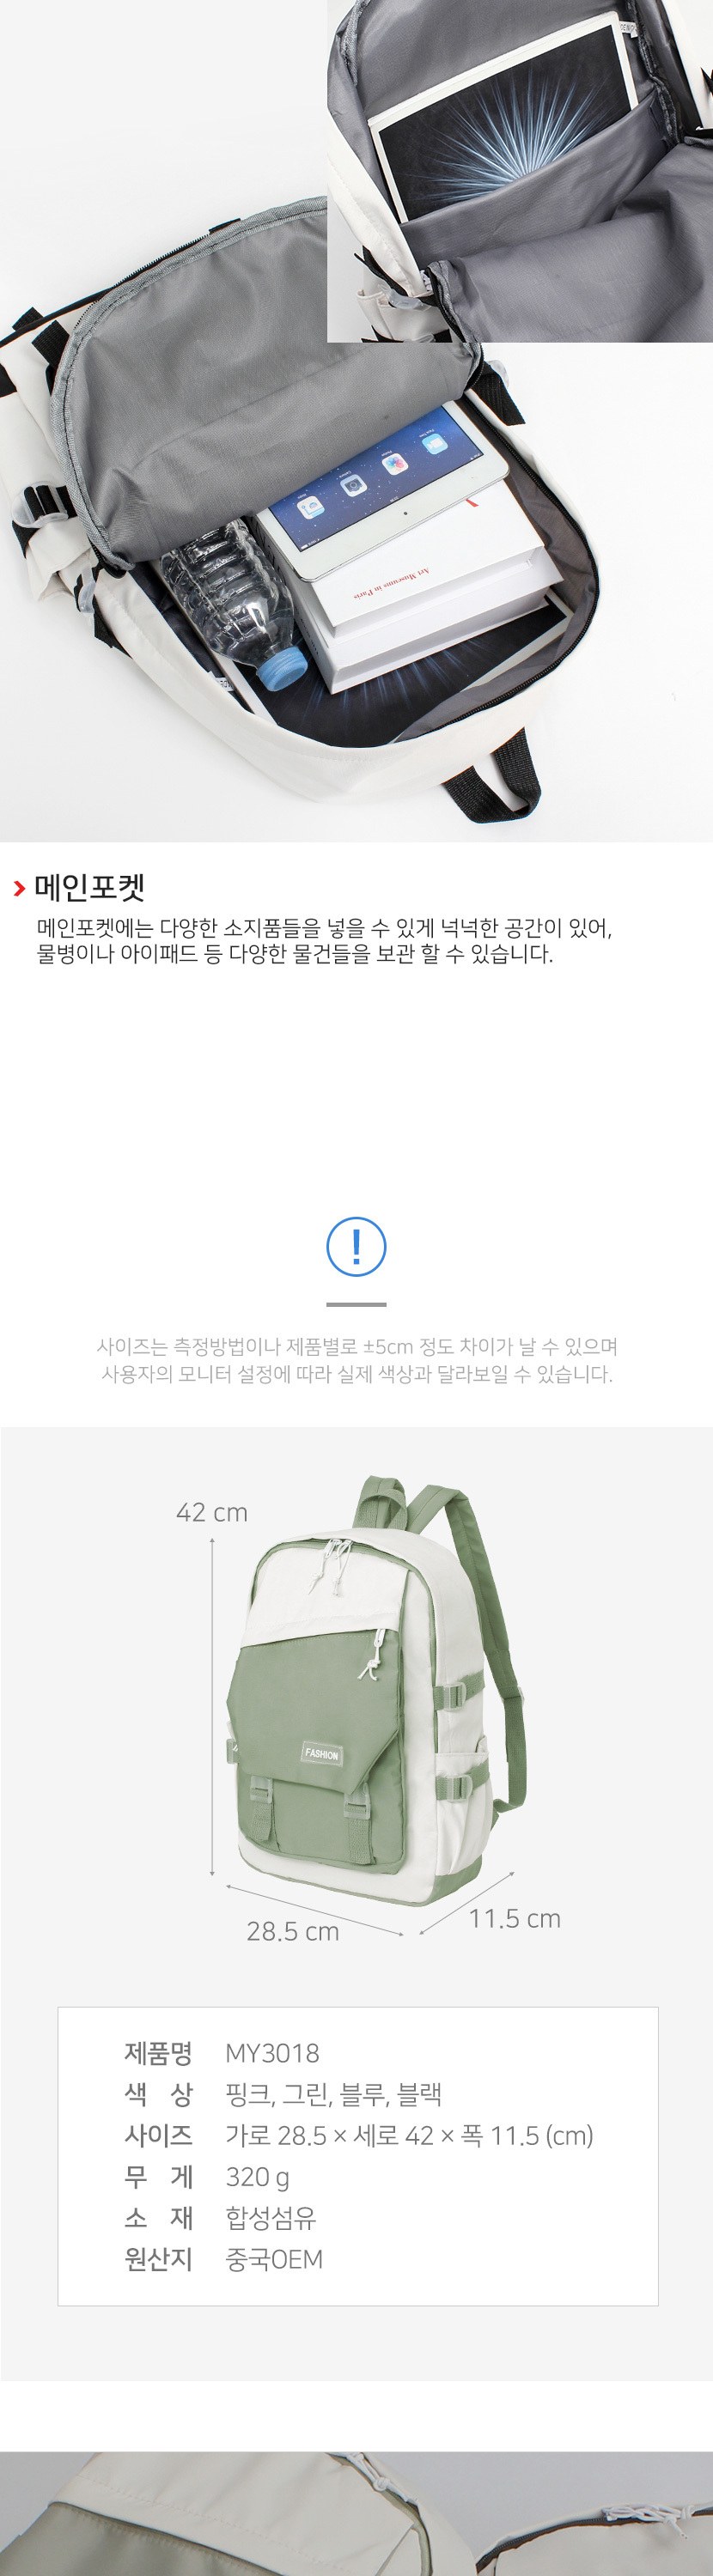 Art Museums in Paris
메인포켓
메인포켓에는 다양한 소지품들을 넣을 수 있게 넉넉한 공간이 있어,
물병이나 아이패드 등 다양한 물건들을 보관 할 수 있습니다.
!
사이즈는 측정방법이나 제품별로 ±5cm 정도 차이가 날 수 있으며
사용자의 모니터 설정에 따라 실제 색상과 달라보일 수 있습니다.
42 cm
FASHION
28.5 cm
11.5 cm
제품명 MY3018
색 상 핑크, 그린, 블루, 블랙
사이즈 가로 28.5 × 세로 42 × 폭 11.5 (cm)
무 게 320 g
소 재 합성섬유
원산지 중국OEM